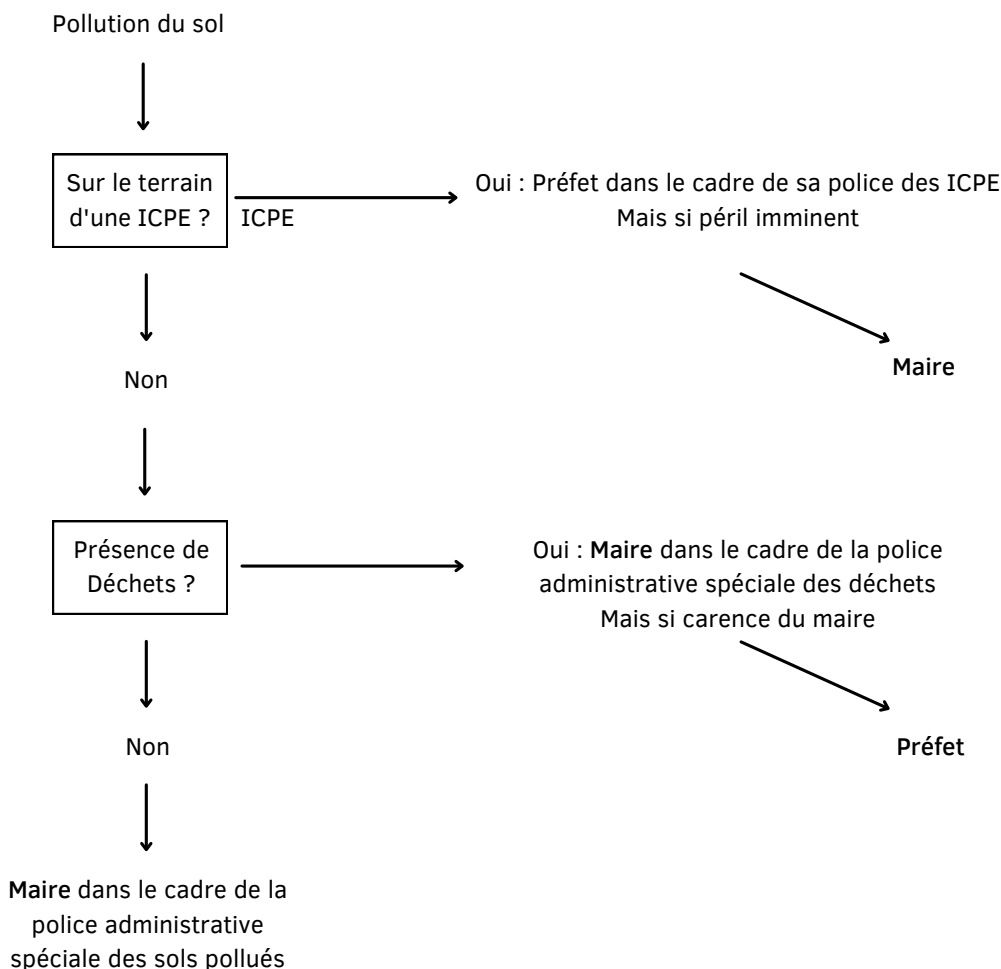 Pollution du sol
Sur le terrain
d'une ICPE ?
ICPE
Oui : Préfet dans le cadre de sa police des ICPE
Mais si péril imminent
Maire
Non
Présence de
Déchets ?
Oui : Maire dans le cadre de la police
administrative spéciale des déchets
Mais si carence du maire
Préfet
Non
Maire dans le cadre de la
police administrative
spéciale des sols pollués